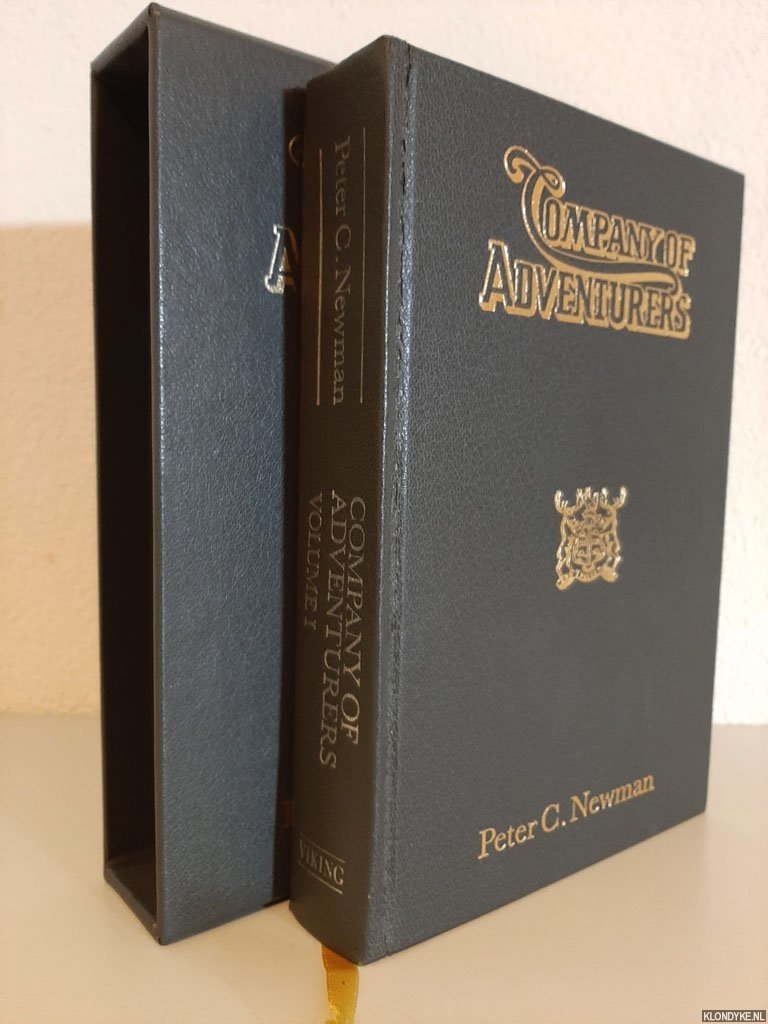 Peter C. Newman
COMPANY OF
ADVENTURERS
VOLUME I
VIKING
COMPANY OF
ADVENTURERS
Peter C. Newman
KLONDYKE.NL